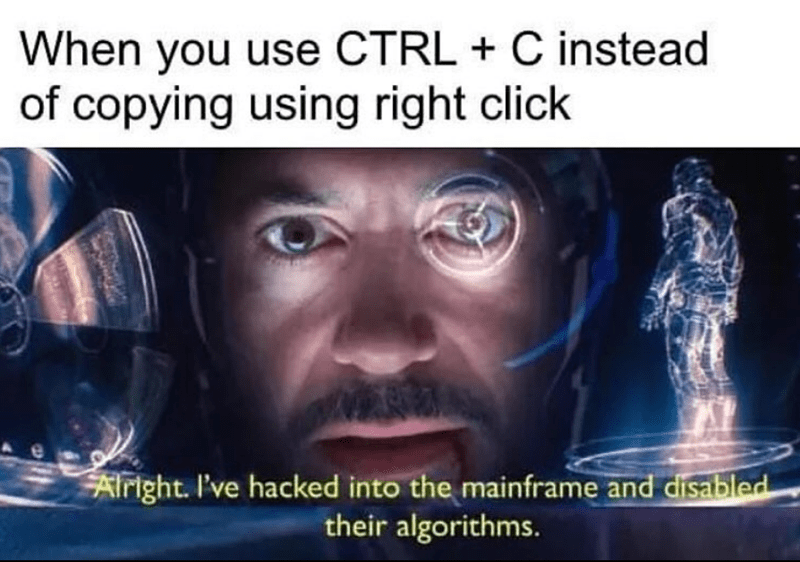 When you use CTRL + C instead
of copying using right click
Alright. I've hacked into the mainframe and disabled
their algorithms.